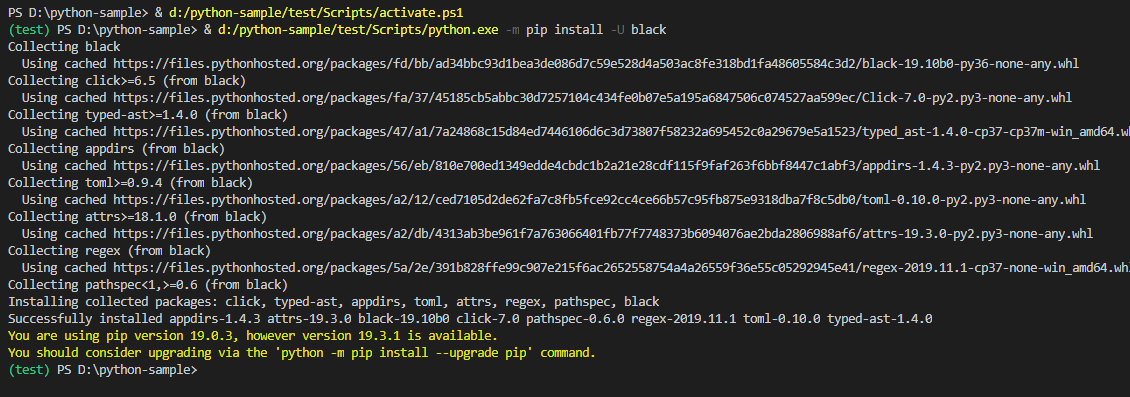 PS D:\python-sample> & d:/python-sample/test/Scripts/activate.ps1
(test) PS D:\python-sample> & d:/python-sample/test/Scripts/python.exe -m pip install -U black
Collecting black
  Using cached https://files.pythonhosted.org/packages/fd/bb/ad34bbc93d1bea3de086d7c59e528d4a503ac8fe318bd1fa48605584c3d2/black-19.10b0-py36-none-any.whl
Collecting click>=6.5 (from black)
  Using cached https://files.pythonhosted.org/packages/fa/37/45185cb5abbc30d7257104c434fe0b07e5a195a6847506c074527aa599ec/Click-7.0-py2.py3-none-any.whl
Collecting typed-ast>=1.4.0 (from black)
  Using cached https://files.pythonhosted.org/packages/47/a1/7a24868c15d84ed7446106d6c3d73807f58232a695452c0a29679e5a1523/typed_ast-1.4.0-cp37-cp37m-win_amd64.wh
Collecting appdirs (from black)
  Using cached https://files.pythonhosted.org/packages/56/eb/810e700ed1349edde4cbdc1b2a21e28cdf115f9faf263f6bbf8447c1abf3/appdirs-1.4.3-py2.py3-none-any.whl
Collecting toml>=0.9.4 (from black)
  Using cached https://files.pythonhosted.org/packages/a2/12/ced7105d2de62fa7c8fb5fce92cc4ce66b57c95fb875e9318dba7f8c5db0/toml-0.10.0-py2.py3-none-any.whl
Collecting attrs>=18.1.0 (from black)
  Using cached https://files.pythonhosted.org/packages/a2/db/4313ab3be961f7a763066401fb77f7748373b6094076ae2bda2806988af6/attrs-19.3.0-py2.py3-none-any.whl
Collecting regex (from black)
  Using cached https://files.pythonhosted.org/packages/5a/2e/391b828ffe99c907e215f6ac2652558754a4a26559f36e55c05292945e41/regex-2019.11.1-cp37-none-win_amd64.whl
Collecting pathspec<1,>=0.6 (from black)
Installing collected packages: click, typed-ast, appdirs, toml, attrs, regex, pathspec, black
Successfully installed appdirs-1.4.3 attrs-19.3.0 black-19.10b0 click-7.0 pathspec-0.6.0 regex-2019.11.1 toml-0.10.0 typed-ast-1.4.0
You are using pip version 19.0.3, however version 19.3.1 is available.
You should consider upgrading via the 'python -m pip install --upgrade pip' command.
(test) PS D:\python-sample>